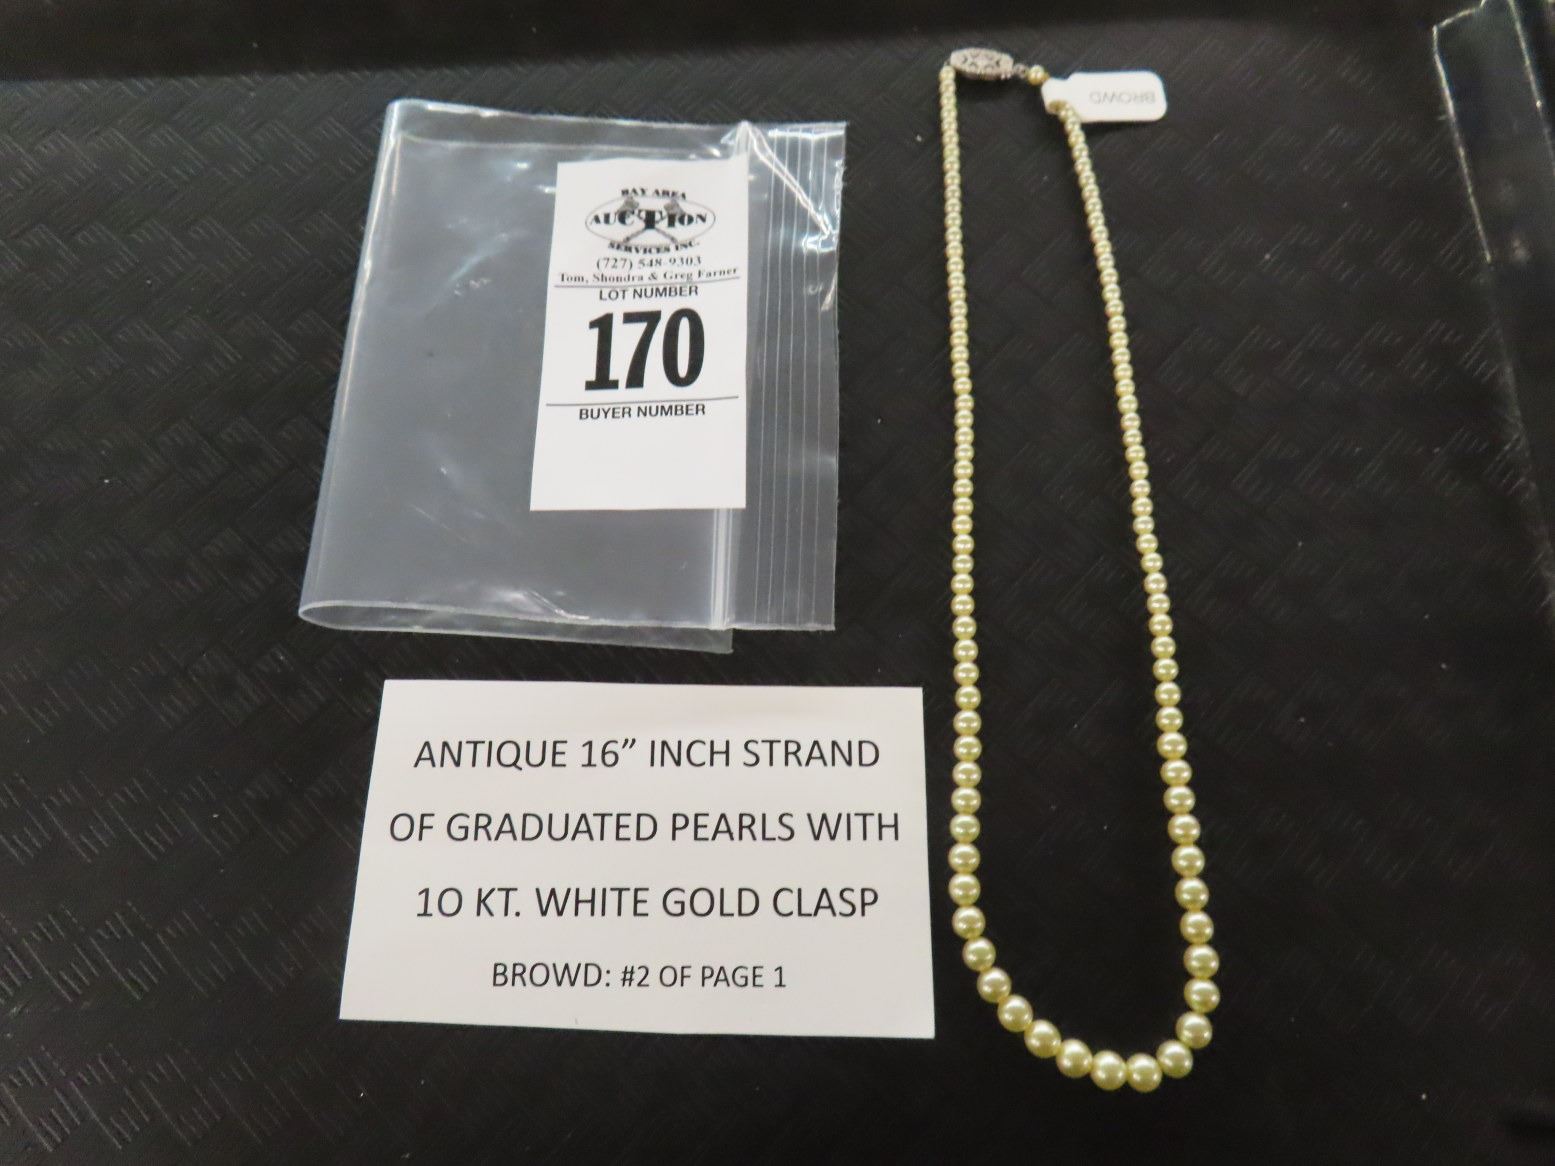 BAY AREA
AUCTION
SERVICES INC.
(727) 548-9303
Tom, Shondra & Greg Farner
LOT NUMBER
170
BUYER NUMBER
BROWD
ANTIQUE 16” INCH STRAND
OF GRADUATED PEARLS WITH
10 KT. WHITE GOLD CLASP
BROWD: #2 OF PAGE 1